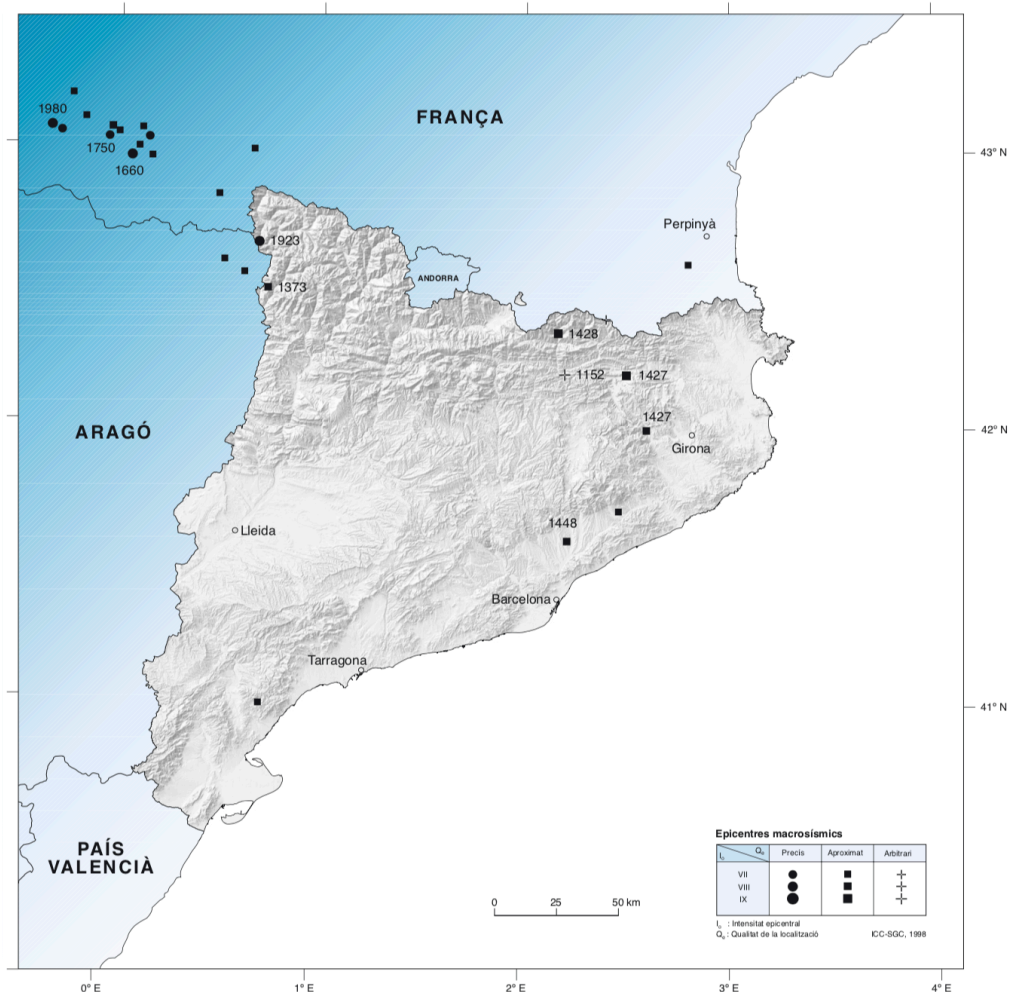 1980
1750
1660
FRANÇA
43° N
Perpinyà
1923
ANDORRA
1373
1428
1152
1427
1427
ARAGÓ
42° N
Girona
Lleida
1448
Barcelona
Tarragona
41° N
PAÍS
VALENCIÀ
Epicentres macrosísmics
I₀ Qₑ Precís Aproximat Arbitrari
VII
VIII
IX
0 25 50 km
I₀ : Intensitat epicentral
Qₑ : Qualitat de la localització ICC-SGC, 1998
0° E 1° E 2° E 3° E 4° E